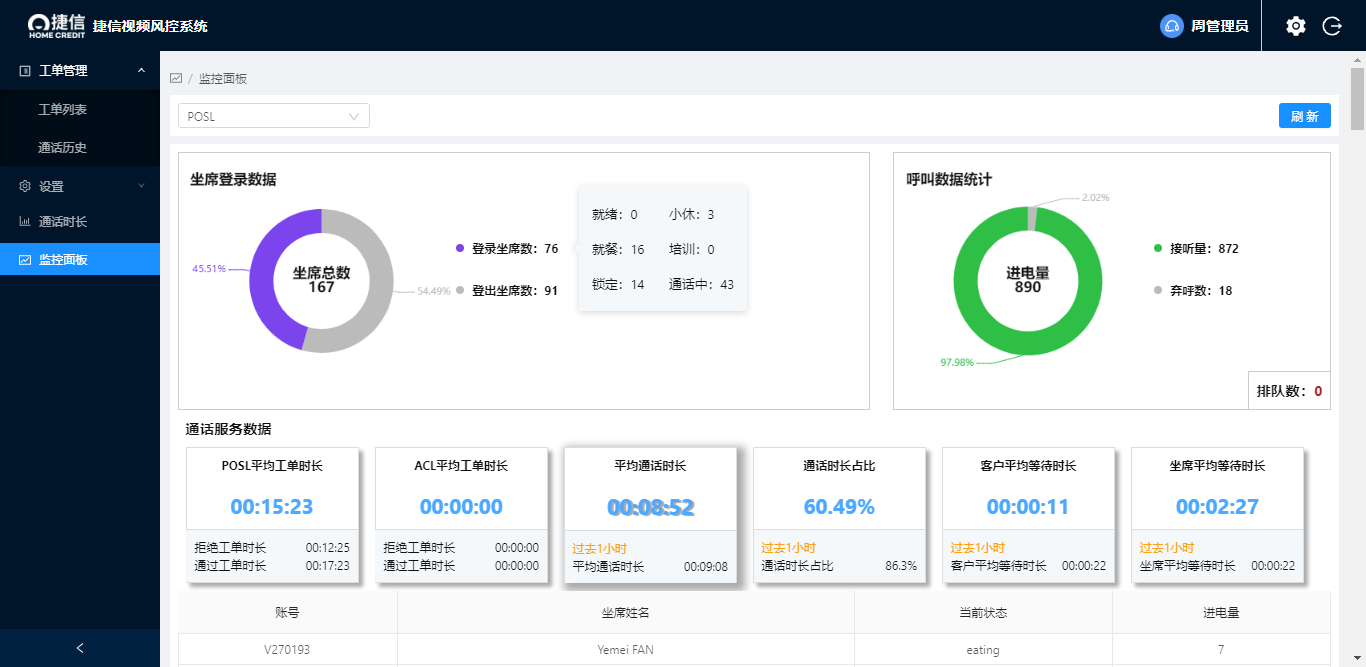 捷信
HOME CREDIT
捷信视频风控系统
周管理员
工单管理
工单列表
通话历史
设置
通话时长
监控面板
/ 监控面板
POSL
刷 新
坐席登录数据
45.51%
坐席总数
167
54.49%
登录坐席数：76
登出坐席数：91
就绪：0 小休：3
就餐：16 培训：0
锁定：14 通话中：43
呼叫数据统计
2.02%
进电量
890
97.98%
接听量：872
弃呼数：18
排队数：0
通话服务数据
POSL平均工单时长
00:15:23
拒绝工单时长 00:12:25
通过工单时长 00:17:23
ACL平均工单时长
00:00:00
拒绝工单时长 00:00:00
通过工单时长 00:00:00
平均通话时长
00:08:52
过去1小时
平均通话时长 00:09:08
通话时长占比
60.49%
过去1小时
通话时长占比 86.3%
客户平均等待时长
00:00:11
过去1小时
客户平均等待时长 00:00:22
坐席平均等待时长
00:02:27
过去1小时
坐席平均等待时长 00:00:22
账号 坐席姓名 当前状态 进电量
V270193 Yemei FAN eating 7